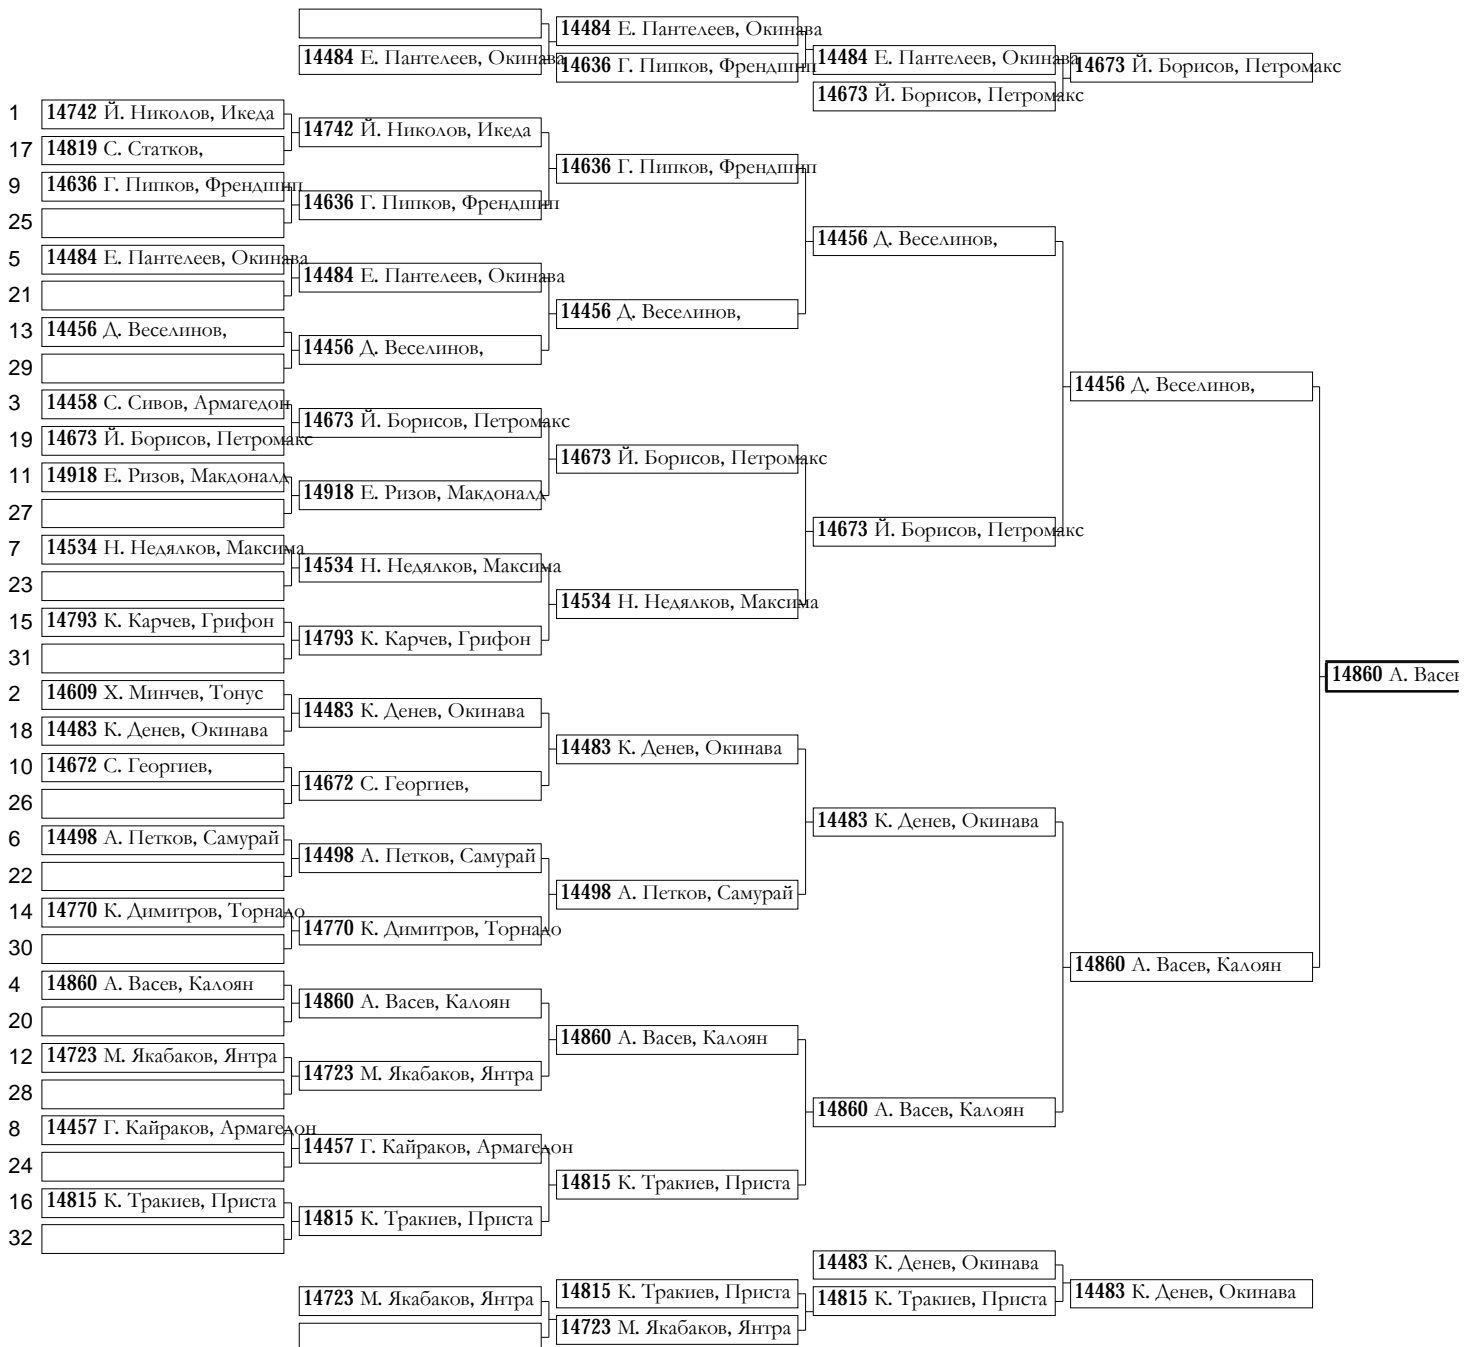 14484 Е. Пантелеев, Окинава
14484 Е. Пантелеев, Окинава
14636 Г. Пипков, Френдшип
14484 Е. Пантелеев, Окинава
14673 Й. Борисов, Петромакс
14673 Й. Борисов, Петромакс
1 14742 Й. Николов, Икеда
14742 Й. Николов, Икеда
17 14819 С. Статков,
14636 Г. Пипков, Френдшип
9 14636 Г. Пипков, Френдшип
14636 Г. Пипков, Френдшип
25
14456 Д. Веселинов,
5 14484 Е. Пантелеев, Окинава
14484 Е. Пантелеев, Окинава
21
14456 Д. Веселинов,
13 14456 Д. Веселинов,
14456 Д. Веселинов,
29
14456 Д. Веселинов,
3 14458 С. Сивов, Армагедон
14673 Й. Борисов, Петромакс
19 14673 Й. Борисов, Петромакс
14673 Й. Борисов, Петромакс
11 14918 Е. Ризов, Макдоналд
14918 Е. Ризов, Макдоналд
27
14673 Й. Борисов, Петромакс
7 14534 Н. Недялков, Максима
14534 Н. Недялков, Максима
23
14534 Н. Недялков, Максима
15 14793 К. Карчев, Грифон
14793 К. Карчев, Грифон
31
14860 А. Васев
2 14609 Х. Минчев, Тонус
14483 К. Денев, Окинава
18 14483 К. Денев, Окинава
14483 К. Денев, Окинава
10 14672 С. Георгиев,
14672 С. Георгиев,
26
14483 К. Денев, Окинава
6 14498 А. Петков, Самурай
14498 А. Петков, Самурай
22
14498 А. Петков, Самурай
14 14770 К. Димитров, Торнадо
14770 К. Димитров, Торнадо
30
14860 А. Васев, Калоян
4 14860 А. Васев, Калоян
14860 А. Васев, Калоян
20
14860 А. Васев, Калоян
12 14723 М. Якабаков, Янтра
14723 М. Якабаков, Янтра
28
14860 А. Васев, Калоян
8 14457 Г. Кайраков, Армагедон
14457 Г. Кайраков, Армагедон
24
14815 К. Тракиев, Приста
16 14815 К. Тракиев, Приста
14815 К. Тракиев, Приста
32
14483 К. Денев, Окинава
14815 К. Тракиев, Приста
14483 К. Денев, Окинава
14723 М. Якабаков, Янтра
14815 К. Тракиев, Приста
14723 М. Якабаков, Янтра